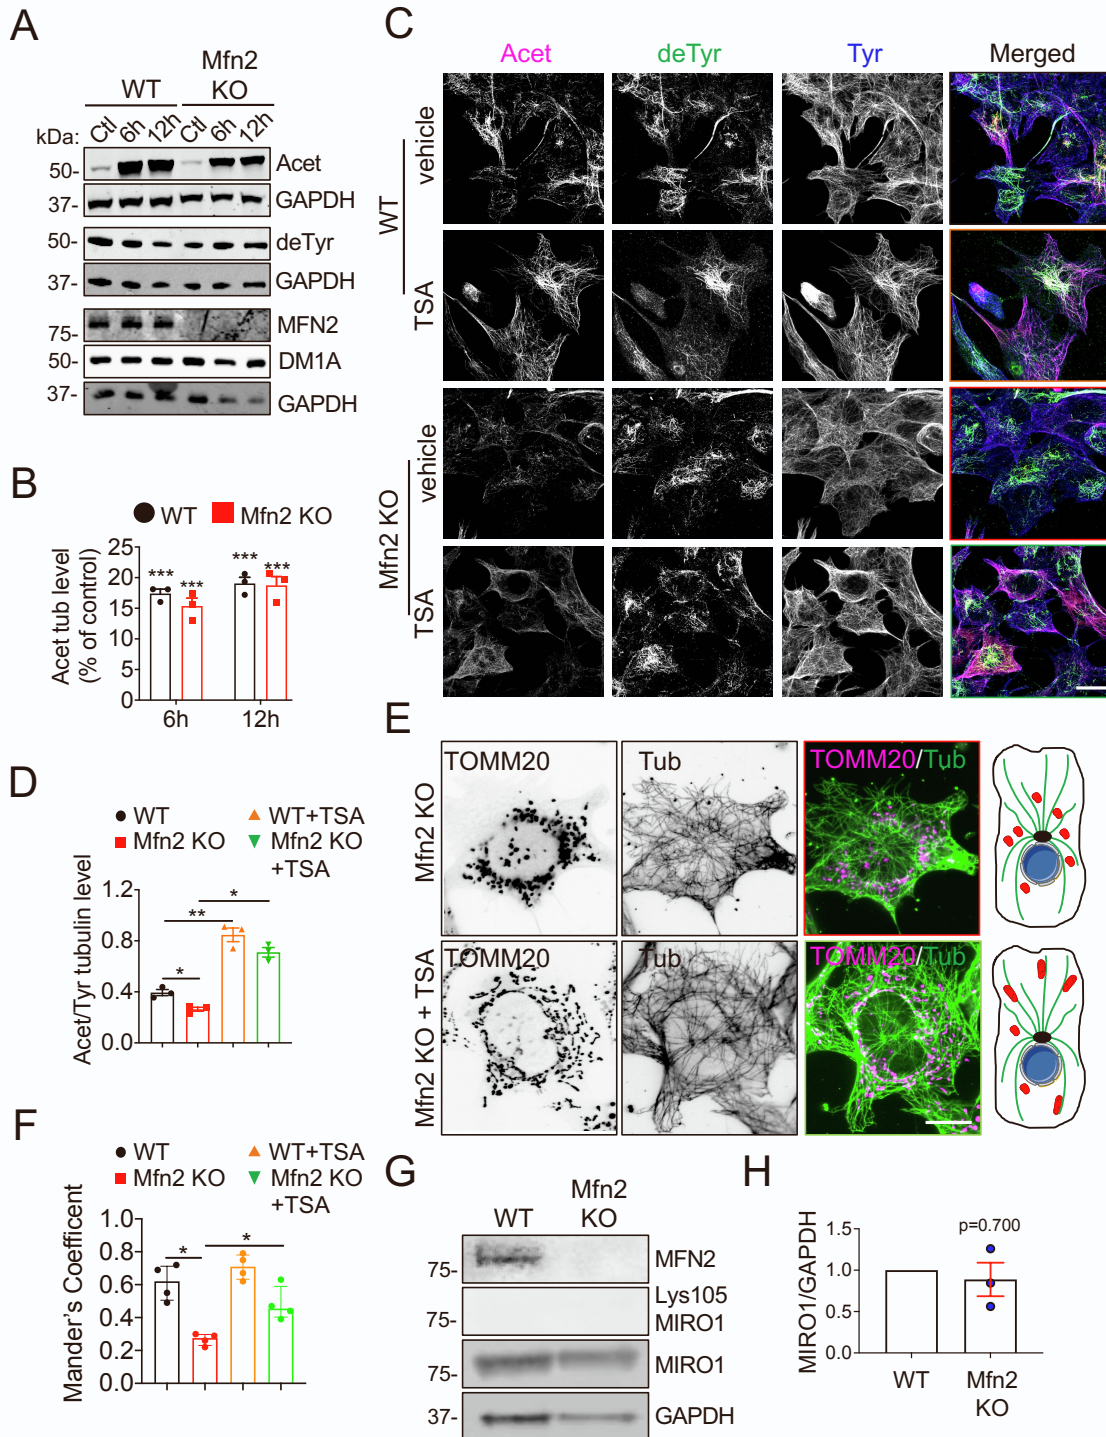 A
WT
Mfn2
KO
kDa:
Ctl 6h 12h Ctl 6h 12h
50-
Acet
37-
GAPDH
50-
deTyr
37-
GAPDH
75-
MFN2
50-
DM1A
37-
GAPDH
B
WT
Mfn2 KO
Acet tub level
(% of control)
25
20
15
10
5
0
***
***
***
***
6h
12h
C
Acet
deTyr
Tyr
Merged
WT
vehicle
TSA
Mfn2 KO
vehicle
TSA
D
WT
WT+TSA
Mfn2 KO
Mfn2 KO
+TSA
Acet/Tyr tubulin level
1.2
0.8
0.4
0.0
*
**
*
E
Mfn2 KO
TOMM20
Tub
TOMM20/Tub
Mfn2 KO + TSA
TOMM20
Tub
TOMM20/Tub
F
WT
WT+TSA
Mfn2 KO
Mfn2 KO
+TSA
Mander's Coefficent
1.0
0.8
0.6
0.4
0.2
0.0
*
*
G
WT
Mfn2
KO
75-
MFN2
75-
Lys105
MIRO1
75-
MIRO1
37-
GAPDH
H
MIRO1/GAPDH
1.5
1.0
0.5
0.0
p=0.700
WT
Mfn2
KO